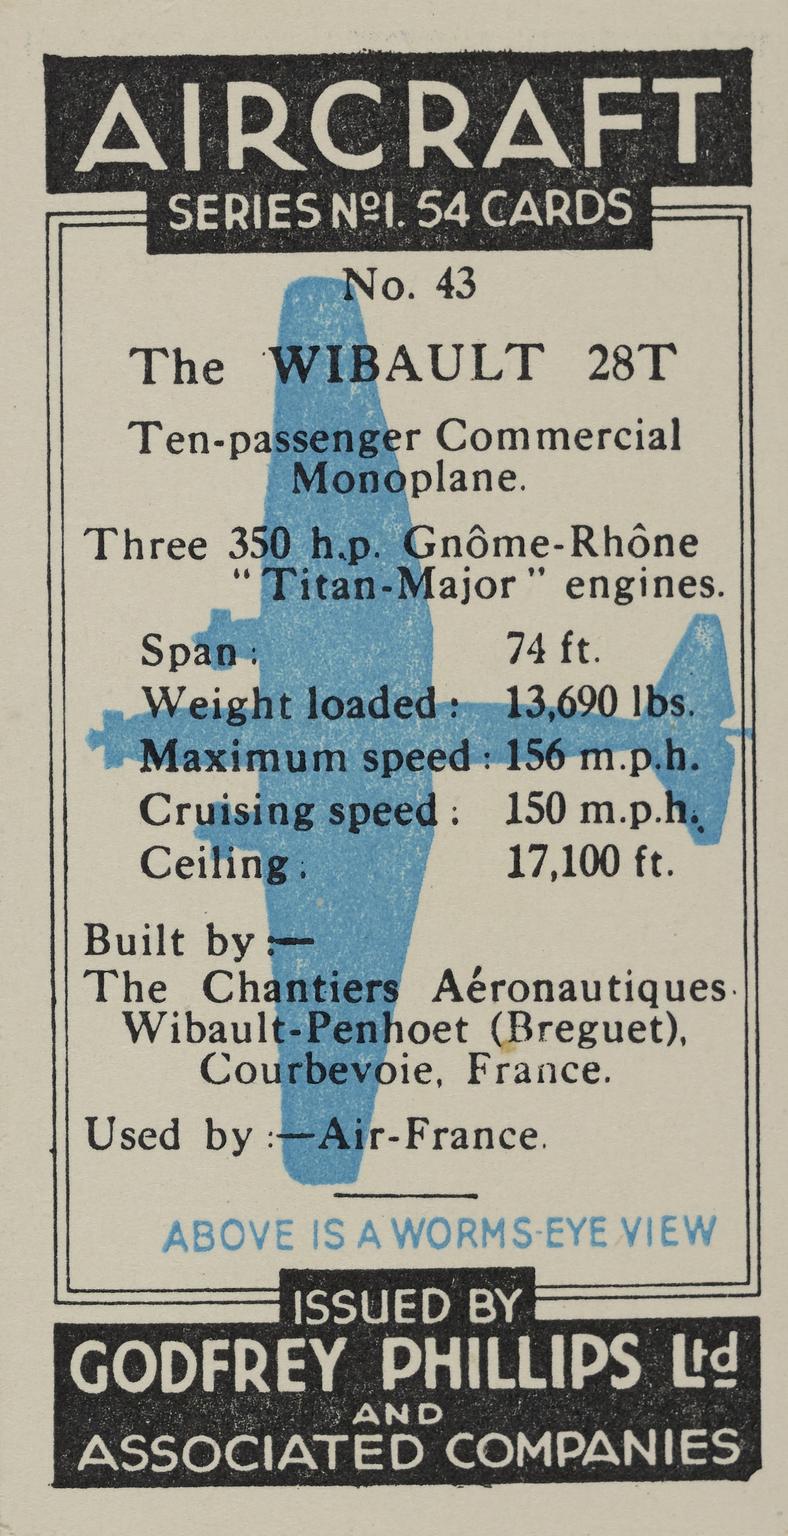 AIRCRAFT
SERIES Nº1. 54 CARDS
No. 43
The WIBAULT 28T
Ten-passenger Commercial
Monoplane.
Three 350 h.p. Gnôme-Rhône
“Titan-Major” engines.
Span: 74 ft.
Weight loaded: 13,690 lbs.
Maximum speed: 156 m.p.h.
Cruising speed: 150 m.p.h.
Ceiling: 17,100 ft.
Built by:—
The Chantiers Aéronautiques
Wibault-Penhoet (Breguet),
Courbevoie, France.
Used by:—Air-France.
ABOVE IS A WORMS-EYE VIEW
ISSUED BY
GODFREY PHILLIPS Ltd
AND
ASSOCIATED COMPANIES